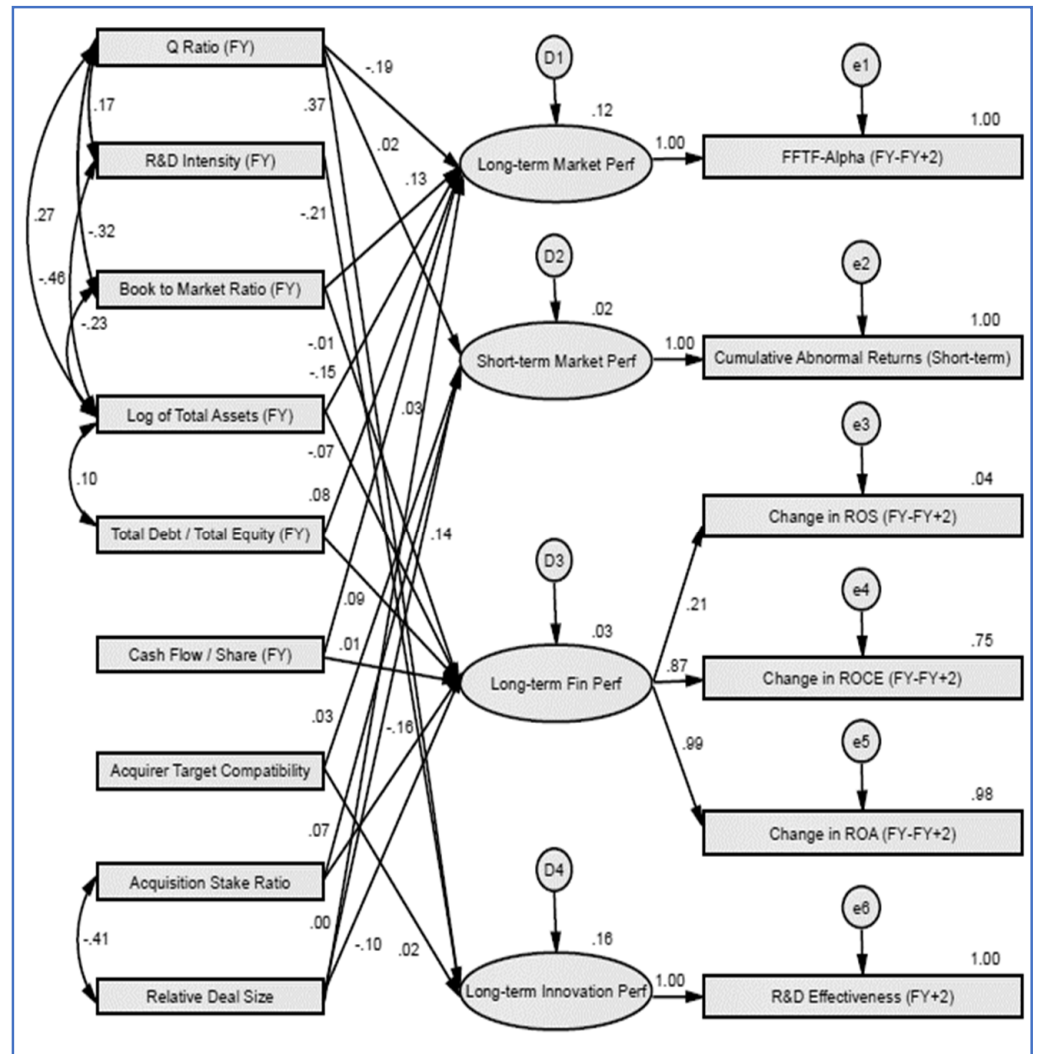 Q Ratio (FY)
R&D Intensity (FY)
Book to Market Ratio (FY)
Log of Total Assets (FY)
Total Debt / Total Equity (FY)
Cash Flow / Share (FY)
Acquirer Target Compatibility
Acquisition Stake Ratio
Relative Deal Size
.17
.27
-.32
-.46
-.23
.10
-.41
-.19
.37
.02
.13
-.21
-.01
-.15
.03
-.07
.08
.14
.09
.01
.03
-.16
.07
.00
-.10
.02
D1
.12
Long-term Market Perf
1.00
D2
.02
Short-term Market Perf
1.00
D3
.03
Long-term Fin Perf
.21
.87
.99
D4
.16
Long-term Innovation Perf
1.00
e1
1.00
FFTF-Alpha (FY-FY+2)
e2
1.00
Cumulative Abnormal Returns (Short-term)
e3
.04
Change in ROS (FY-FY+2)
e4
.75
Change in ROCE (FY-FY+2)
e5
.98
Change in ROA (FY-FY+2)
e6
1.00
R&D Effectiveness (FY+2)